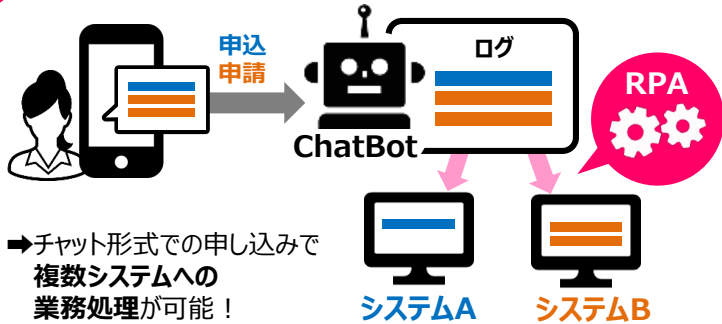 申込
申請
ログ
RPA
ChatBot
➡チャット形式での申し込みで
複数システムへの
業務処理が可能！
システムA
システムB